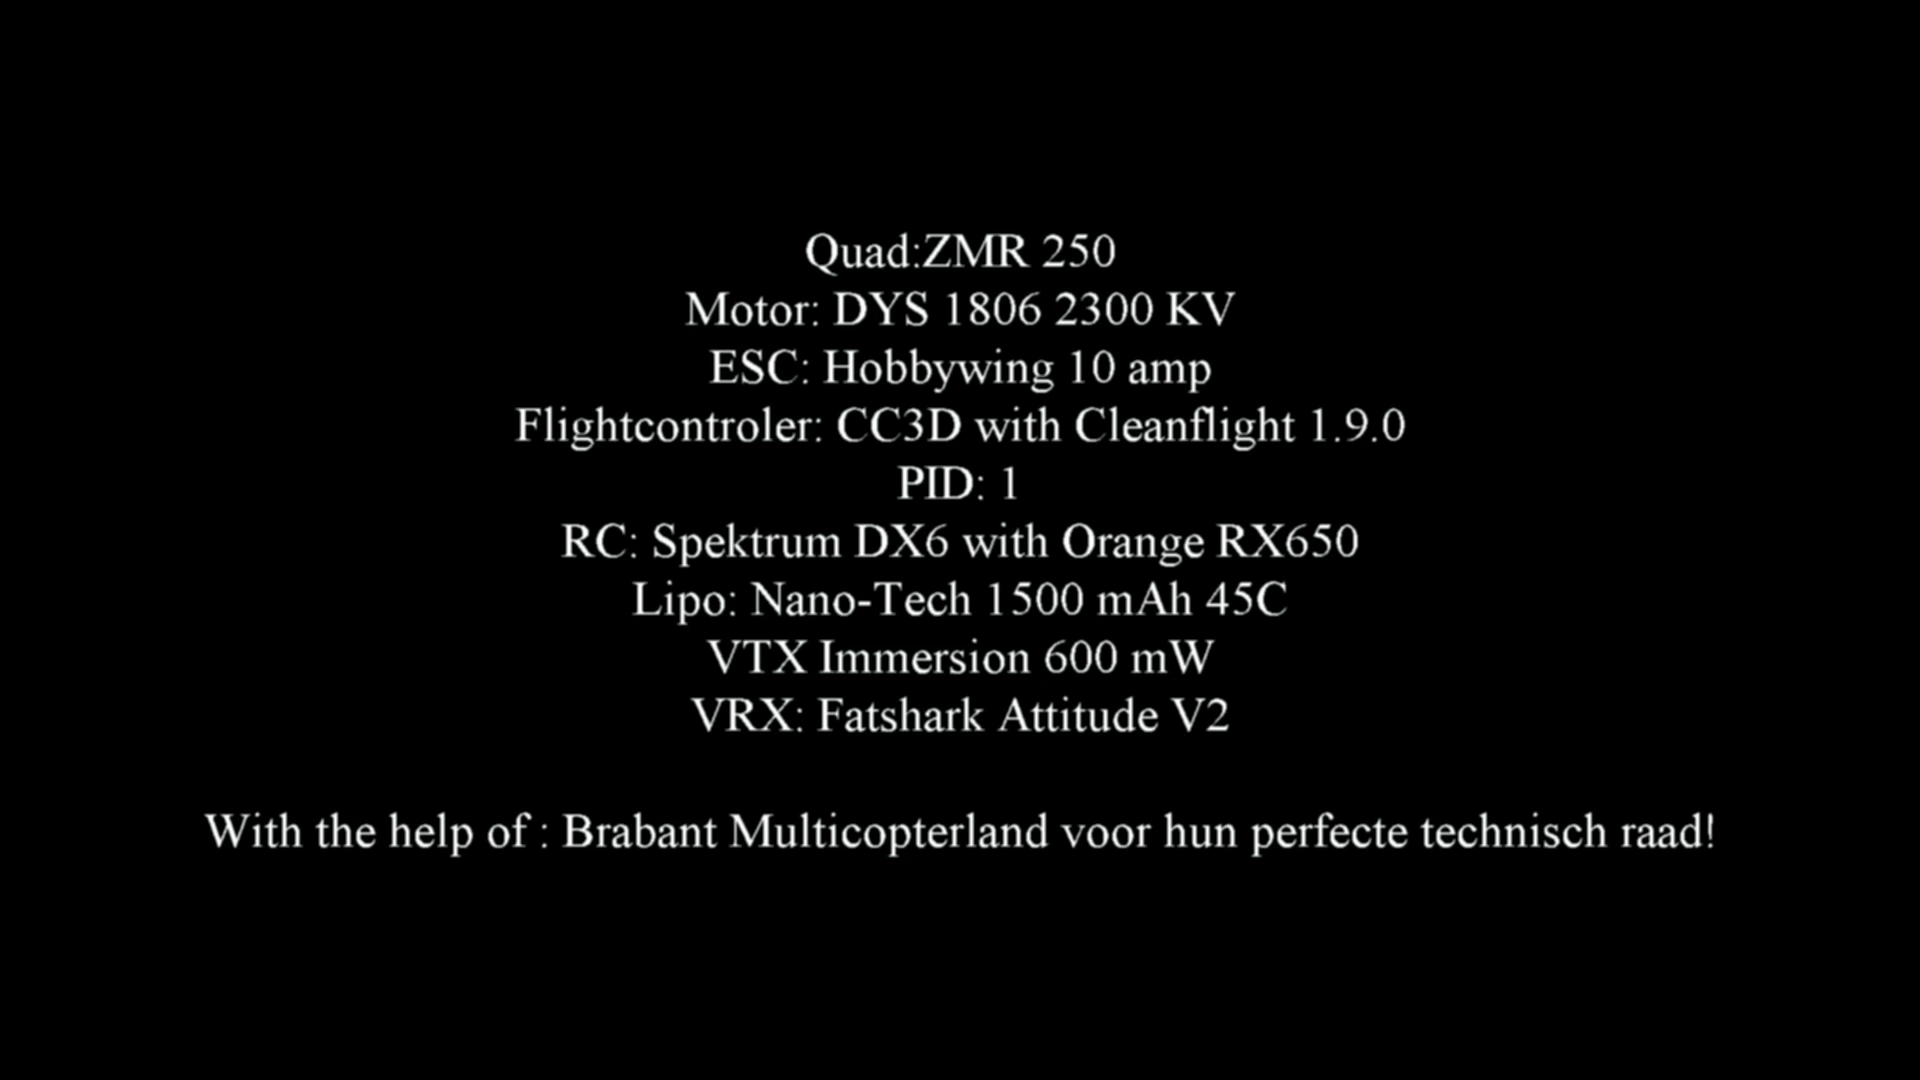 Quad:ZMR 250
Motor: DYS 1806 2300 KV
ESC: Hobbywing 10 amp
Flightcontroler: CC3D with Cleanflight 1.9.0
PID: 1
RC: Spektrum DX6 with Orange RX650
Lipo: Nano-Tech 1500 mAh 45C
VTX Immersion 600 mW
VRX: Fatshark Attitude V2
With the help of : Brabant Multicopterland voor hun perfecte technisch raad!